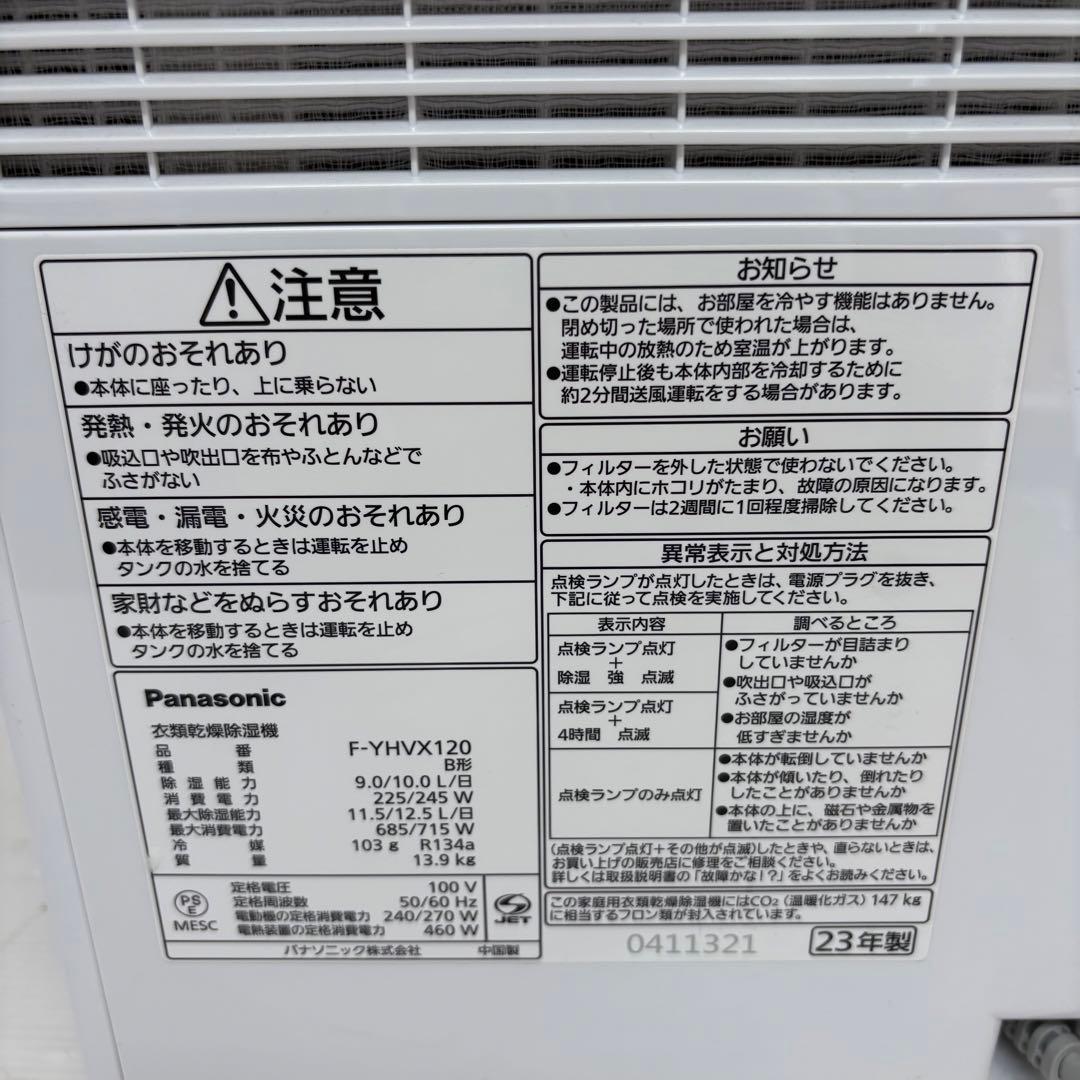 注意
けがのおそれあり
●本体に座ったり、上に乗らない
発熱・発火のおそれあり
●吸込口や吹出口を布やふとんなどで
ふさがない
感電・漏電・火災のおそれあり
●本体を移動するときは運転を止め
タンクの水を捨てる
家財などをぬらすおそれあり
●本体を移動するときは運転を止め
タンクの水を捨てる
Panasonic
衣類乾燥除湿機
品番 F-YHVX120
種類 B形
除湿能力 9.0/10.0 L/日
消費電力 225/245 W
最大除湿能力 11.5/12.5 L/日
最大消費電力 685/715 W
冷媒 103 g R134a
質量 13.9 kg
PSE
MESC
定格電圧 100 V
定格周波数 50/60 Hz
電動機の定格消費電力 240/270 W
電熱装置の定格消費電力 460 W
JET
パナソニック株式会社 中国製
お知らせ
●この製品には、お部屋を冷やす機能はありません。
閉め切った場所で使われた場合は、
運転中の放熱のため室温が上がります。
●運転停止後も本体内部を冷却するために
約2分間送風運転をする場合があります。
お願い
●フィルターを外した状態で使わないでください。
・本体内にホコリがたまり、故障の原因になります。
●フィルターは2週間に1回程度掃除してください。
異常表示と対処方法
点検ランプが点灯したときは、電源プラグを抜き、
下記に従って点検を実施してください。
表示内容 調べるところ
点検ランプ点灯
+
除湿 強 点滅
点検ランプ点灯
+
4時間 点滅
●フィルターが目詰まり
していませんか
●吹出口や吸込口が
ふさがっていませんか
●お部屋の湿度が
低すぎませんか
点検ランプのみ点灯
●本体が転倒していませんか
●本体が傾いたり、倒れたり
したことがありませんか
●本体の上に、磁石や金属物を
置いたことがありませんか
(点検ランプ点灯+その他が点滅)したときや、直らないときは、
お買い上げの販売店に修理をご相談ください。
詳しくは取扱説明書の「故障かな!?」をよくお読みください。
この家庭用衣類乾燥除湿機にはCO2(温暖化ガス)147 kg
に相当するフロン類が封入されています。
0411321
23年製